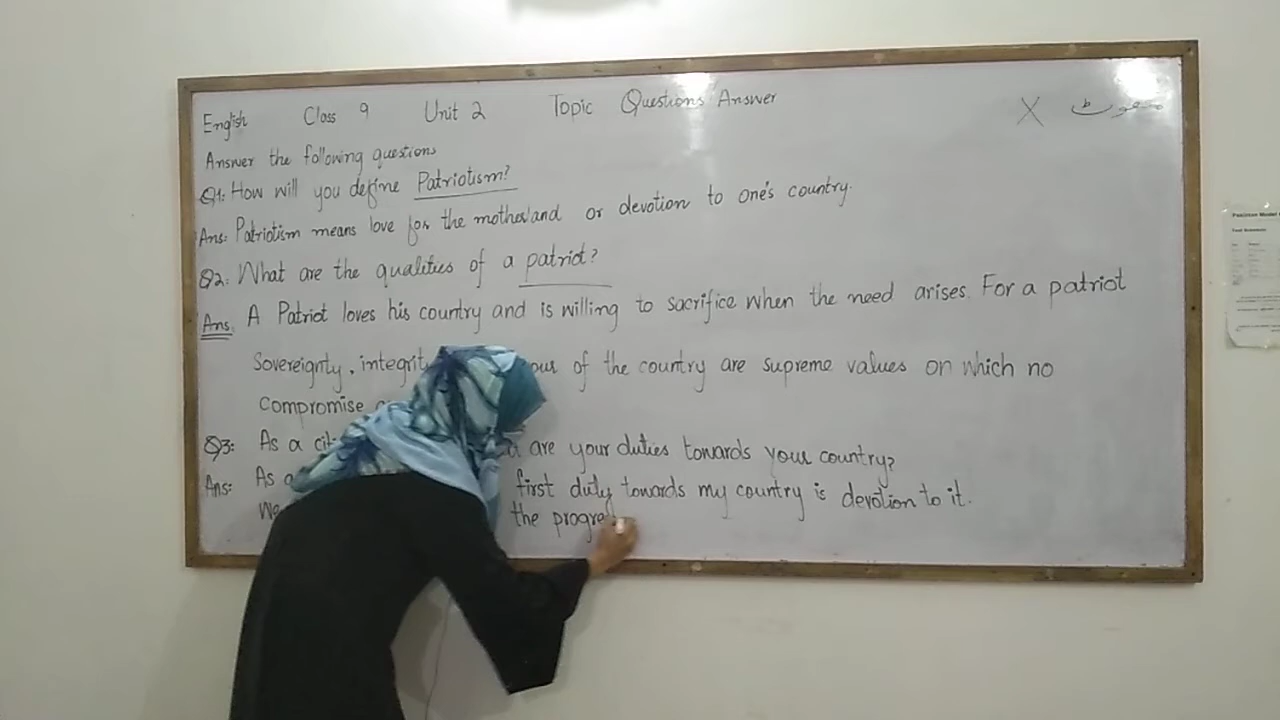 English Class 9 Unit 2 Topic Questions Answer X
Answer the following questions
Q1: How will you define Patriotism?
Ans: Patriotism means love for the motherland or devotion to one's country.
Q2: What are the qualities of a patriot?
Ans: A Patriot loves his country and is willing to sacrifice when the need arises. For a patriot
Sovereignty, integrity of the country are supreme values on which no
Compromise
Q3: As a are your duties towards your country?
Ans: As a first duty towards my country is devotion to it.
We the progre
Pakistan Model